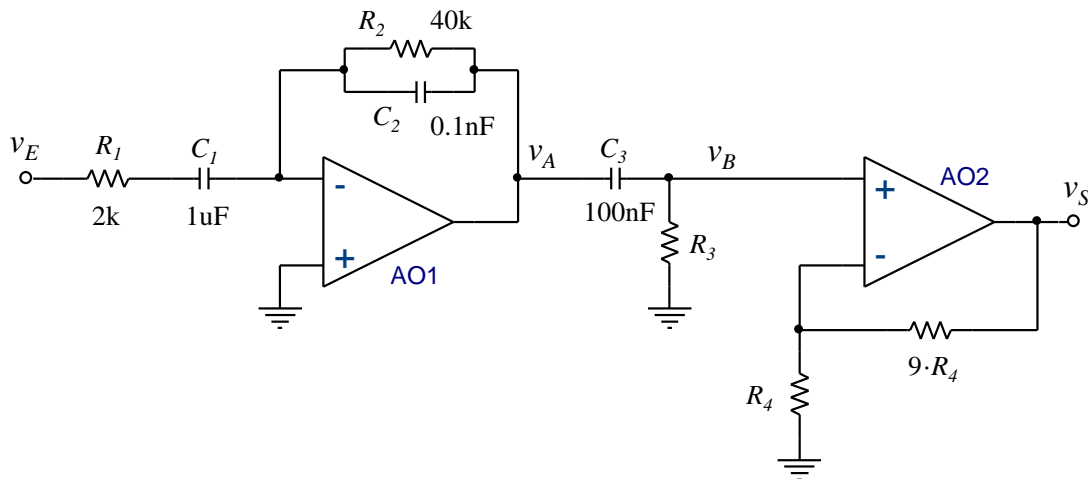 R2 40k
C2 0.1nF
vE R1 C1 vA C3 vB AO2 vS
2k 1uF - 100nF +
+ AO1 R3 -
9·R4
R4